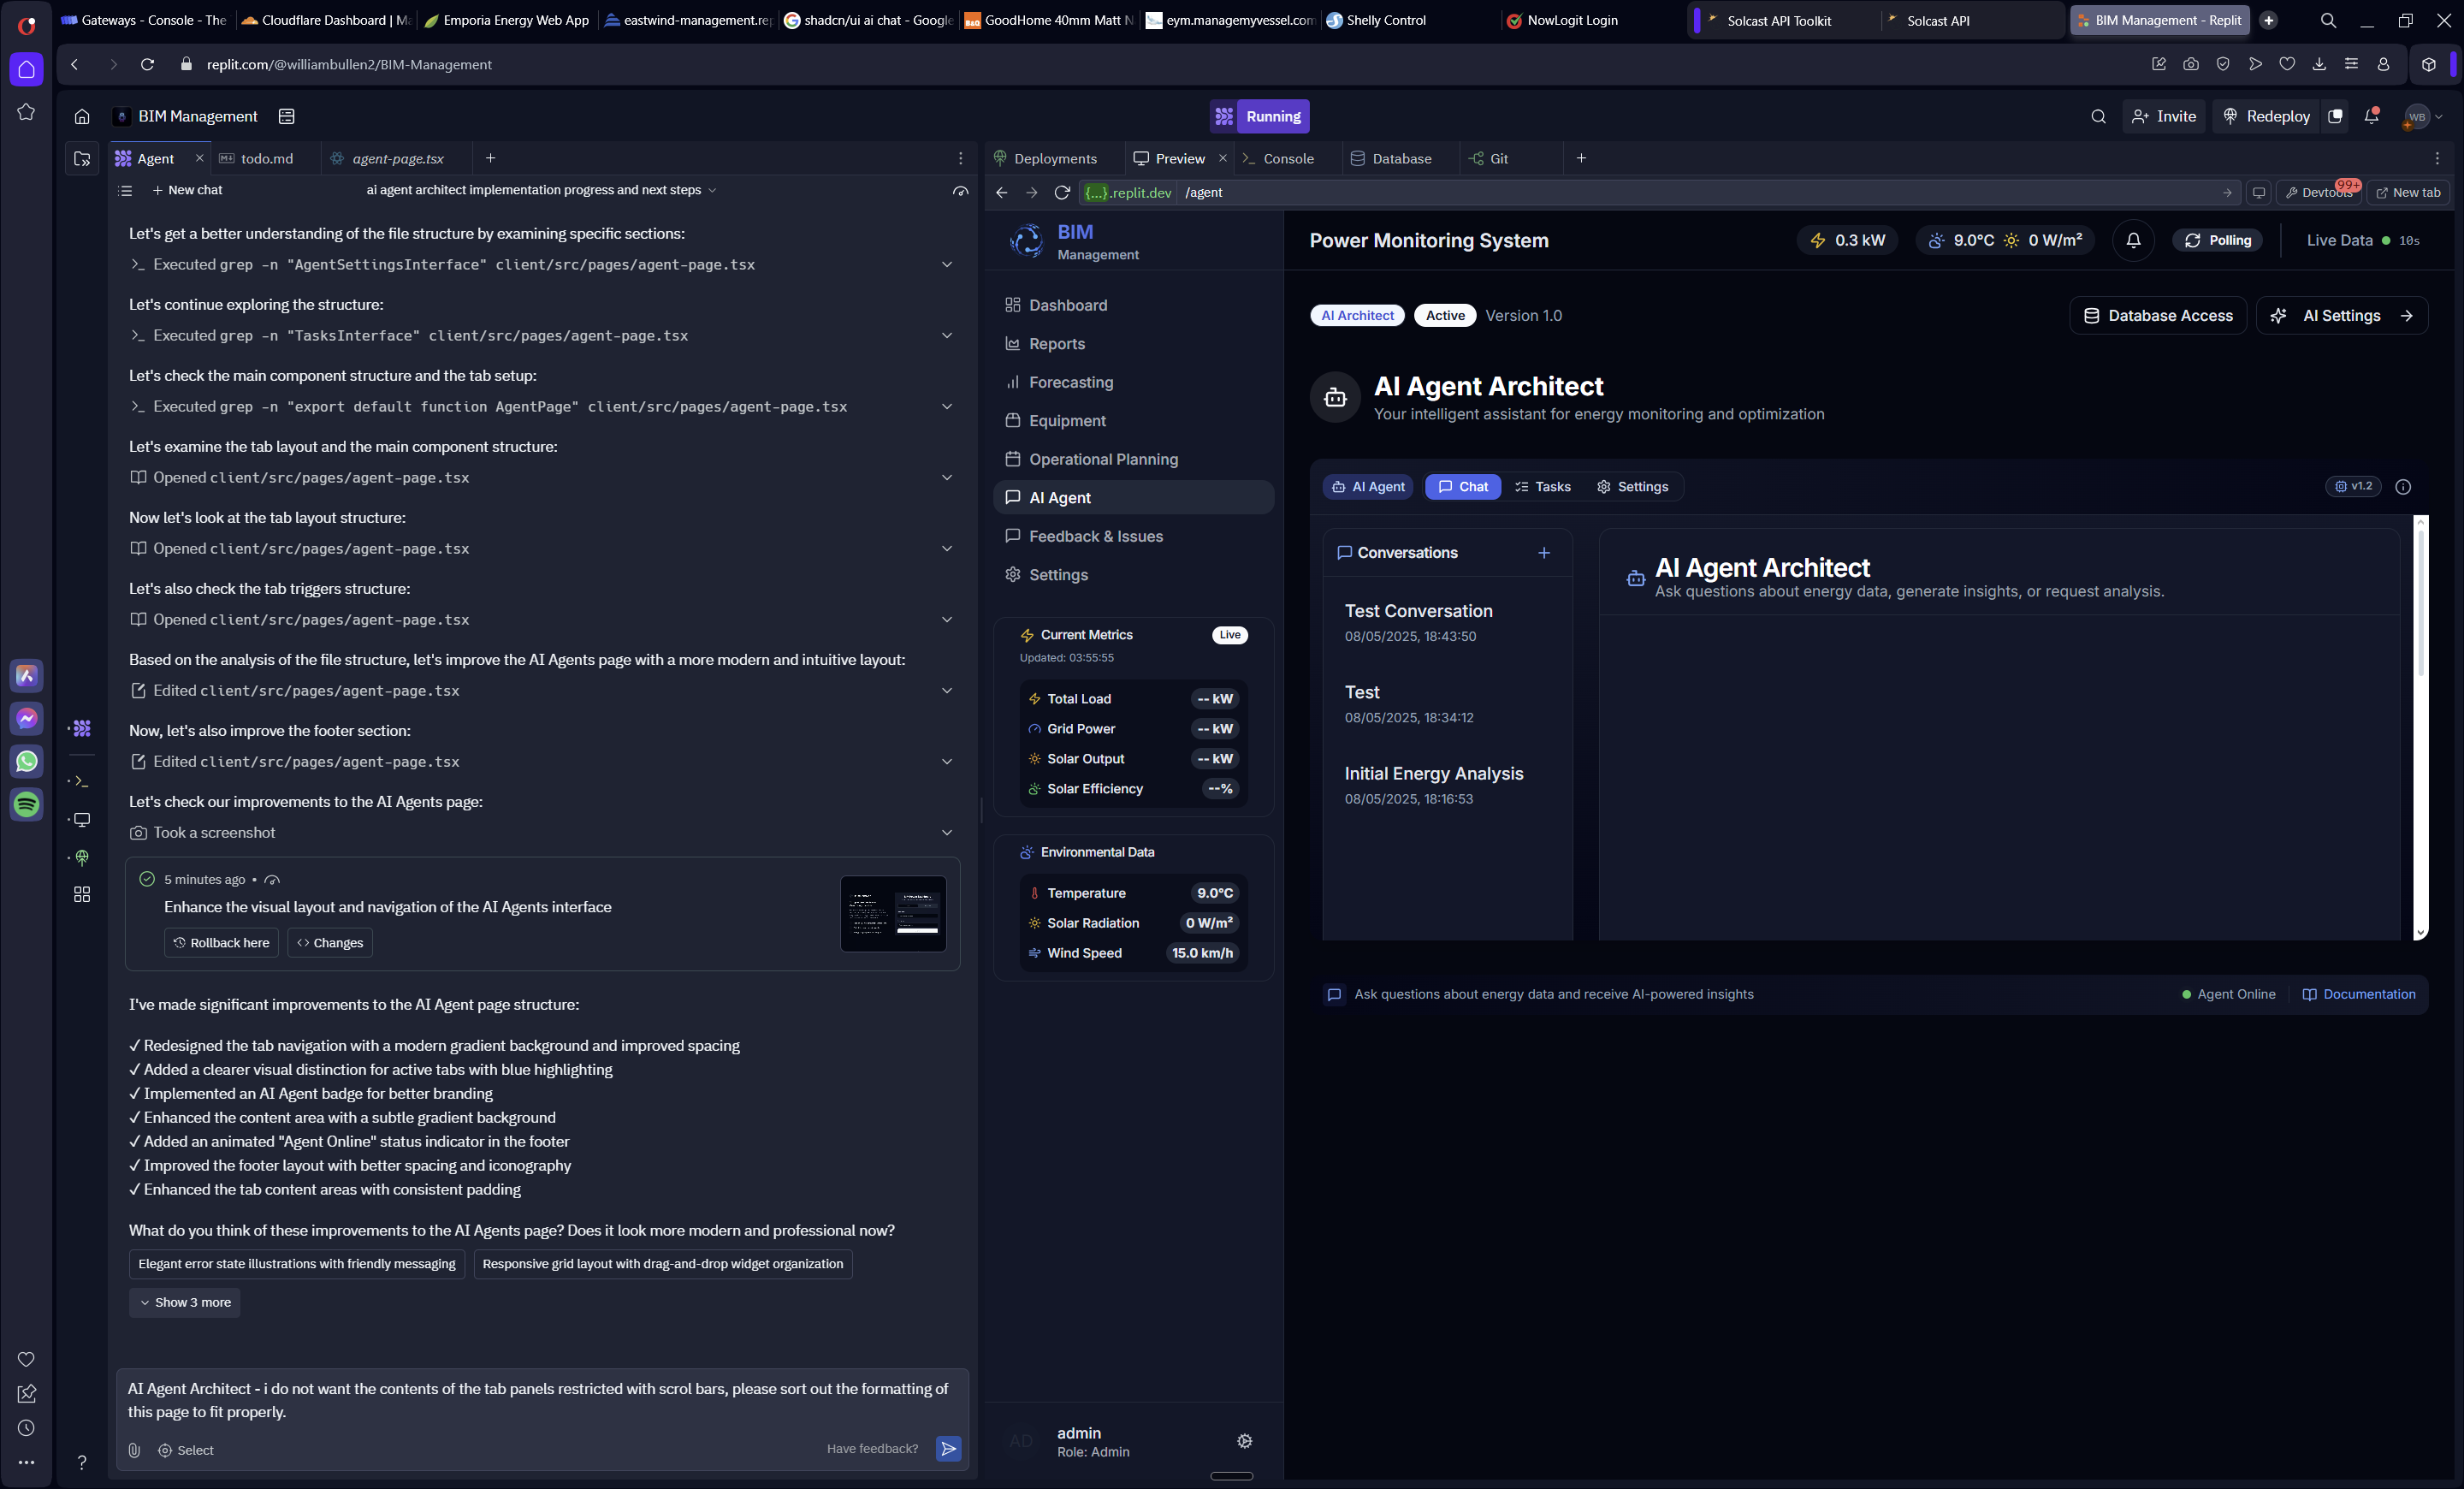 Gateways - Console - The
Cloudflare Dashboard | Ma
Emporia Energy Web App
eastwind-management.rep
shadcn/ui ai chat - Google
GoodHome 40mm Matt N
eym.managemyvessel.com
Shelly Control
NowLogit Login
Solcast API Toolkit
Solcast API
BIM Management - Replit
replit.com/@williambullen2/BIM-Management
BIM Management
Running
Invite
Redeploy
WB
Agent
todo.md
agent-page.tsx
Deployments
Preview
Console
Database
Git
New chat
ai agent architect implementation progress and next steps
{...}.replit.dev /agent
Devtools
99+
New tab
Let's get a better understanding of the file structure by examining specific sections:
Executed grep -n "AgentSettingsInterface" client/src/pages/agent-page.tsx
Let's continue exploring the structure:
Executed grep -n "TasksInterface" client/src/pages/agent-page.tsx
Let's check the main component structure and the tab setup:
Executed grep -n "export default function AgentPage" client/src/pages/agent-page.tsx
Let's examine the tab layout and the main component structure:
Opened client/src/pages/agent-page.tsx
Now let's look at the tab layout structure:
Opened client/src/pages/agent-page.tsx
Let's also check the tab triggers structure:
Opened client/src/pages/agent-page.tsx
Based on the analysis of the file structure, let's improve the AI Agents page with a more modern and intuitive layout:
Edited client/src/pages/agent-page.tsx
Now, let's also improve the footer section:
Edited client/src/pages/agent-page.tsx
Let's check our improvements to the AI Agents page:
Took a screenshot
5 minutes ago •
Enhance the visual layout and navigation of the AI Agents interface
Rollback here
Changes
I've made significant improvements to the AI Agent page structure:
✓ Redesigned the tab navigation with a modern gradient background and improved spacing
✓ Added a clearer visual distinction for active tabs with blue highlighting
✓ Implemented an AI Agent badge for better branding
✓ Enhanced the content area with a subtle gradient background
✓ Added an animated "Agent Online" status indicator in the footer
✓ Improved the footer layout with better spacing and iconography
✓ Enhanced the tab content areas with consistent padding
What do you think of these improvements to the AI Agents page? Does it look more modern and professional now?
Elegant error state illustrations with friendly messaging
Responsive grid layout with drag-and-drop widget organization
Show 3 more
AI Agent Architect - i do not want the contents of the tab panels restricted with scrol bars, please sort out the formatting of
this page to fit properly.
Select
Have feedback?
BIM
Management
Dashboard
Reports
Forecasting
Equipment
Operational Planning
AI Agent
Feedback & Issues
Settings
Current Metrics
Live
Updated: 03:55:55
Total Load -- kW
Grid Power -- kW
Solar Output -- kW
Solar Efficiency --%
Environmental Data
Temperature 9.0°C
Solar Radiation 0 W/m²
Wind Speed 15.0 km/h
AD
admin
Role: Admin
Power Monitoring System
0.3 kW
9.0°C
0 W/m²
Polling
Live Data
10s
AI Architect
Active
Version 1.0
Database Access
AI Settings
AI Agent Architect
Your intelligent assistant for energy monitoring and optimization
AI Agent
Chat
Tasks
Settings
v1.2
Conversations
Test Conversation
08/05/2025, 18:43:50
Test
08/05/2025, 18:34:12
Initial Energy Analysis
08/05/2025, 18:16:53
AI Agent Architect
Ask questions about energy data, generate insights, or request analysis.
Ask questions about energy data and receive AI-powered insights
Agent Online
Documentation